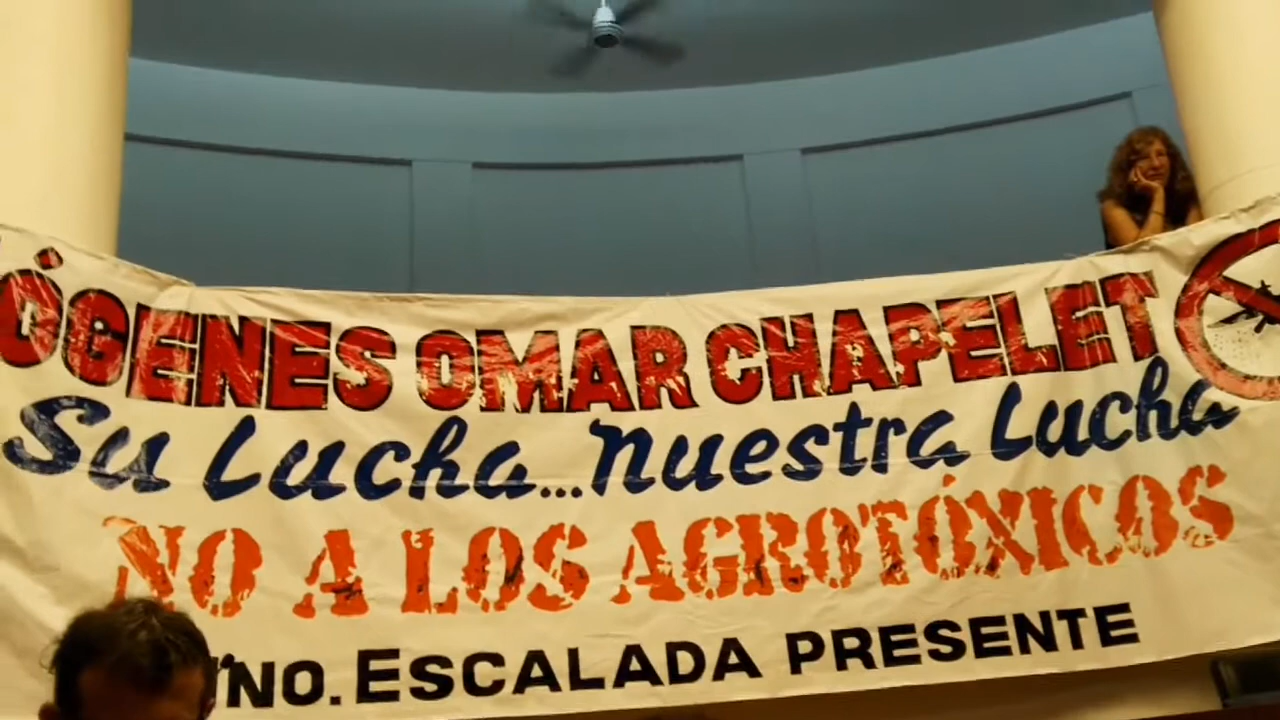 ÓGENES OMAR CHAPELET
Su Lucha...nuestra Lucha
NO A LOS AGROTÓXICOS
NO. ESCALADA PRESENTE